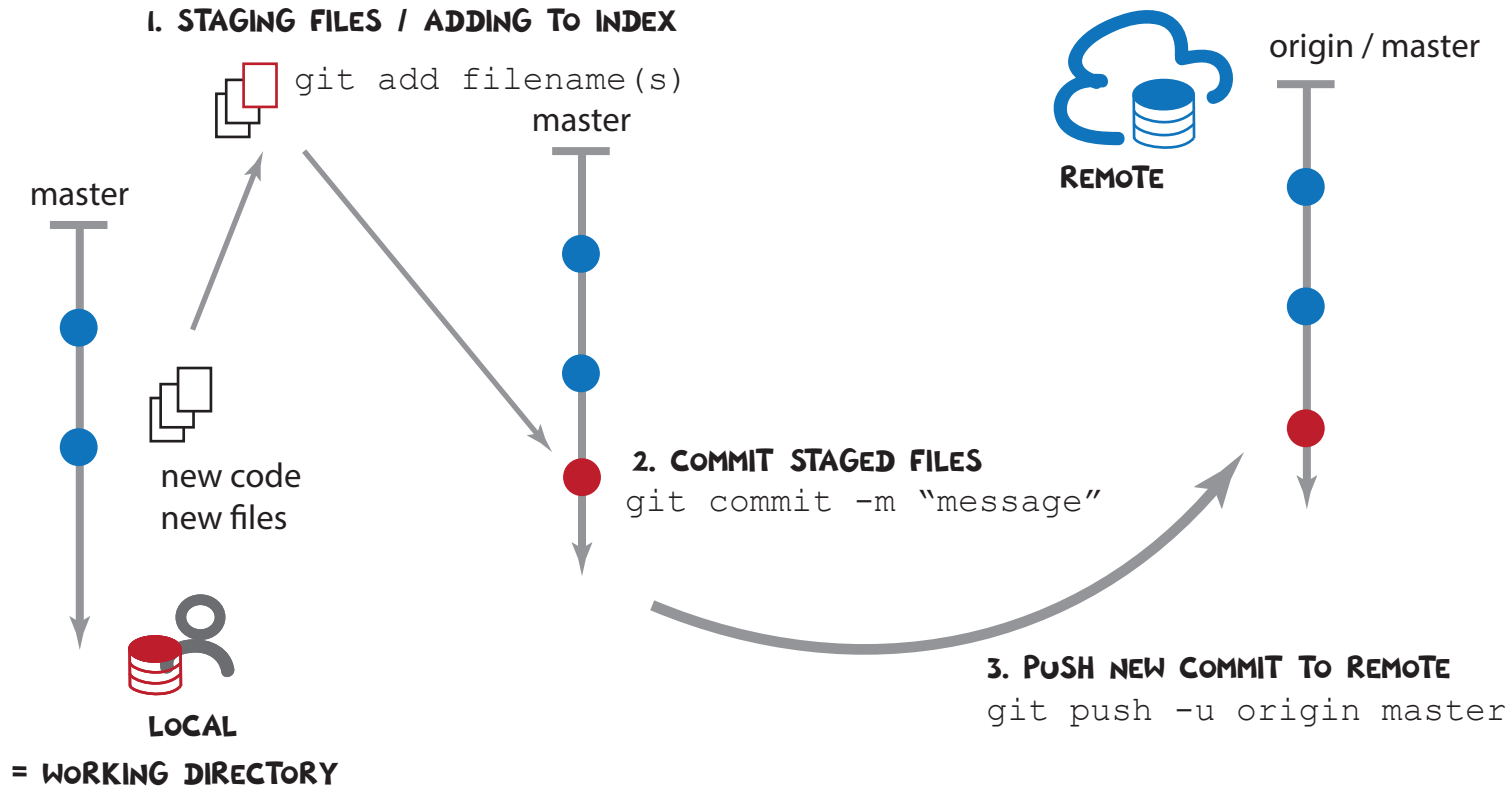 1. STAGING FILES / ADDING TO INDEX
git add filename(s)
master
master
new code
new files
LOCAL
= WORKING DIRECTORY
2. COMMIT STAGED FILES
git commit -m “message”
REMOTE
origin / master
3. PUSH NEW COMMIT TO REMOTE
git push -u origin master